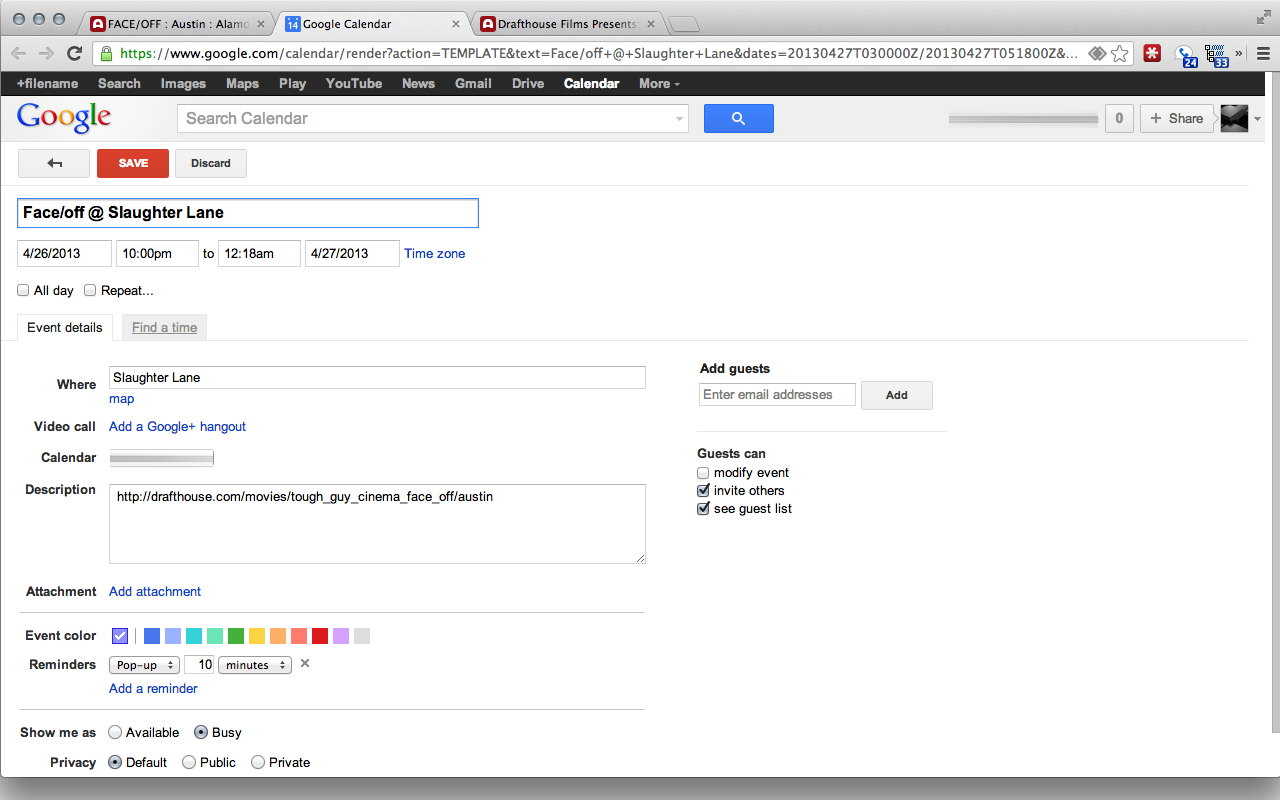 FACE/OFF : Austin : Alamo
14 Google Calendar
Drafthouse Films Presents
https://www.google.com/calendar/render?action=TEMPLATE&text=Face/off+@+Slaughter+Lane&dates=20130427T030000Z/20130427T051800Z&...
24
33
»
+filename Search Images Maps Play YouTube News Gmail Drive Calendar More
Google
Search Calendar
0
+ Share
SAVE
Discard
Face/off @ Slaughter Lane
4/26/2013 10:00pm to 12:18am 4/27/2013 Time zone
All day Repeat...
Event details Find a time
Where Slaughter Lane
map
Video call Add a Google+ hangout
Calendar
Description http://drafthouse.com/movies/tough_guy_cinema_face_off/austin
Attachment Add attachment
Event color
Reminders Pop-up 10 minutes
Add a reminder
Show me as Available Busy
Privacy Default Public Private
Add guests
Enter email addresses Add
Guests can
modify event
invite others
see guest list